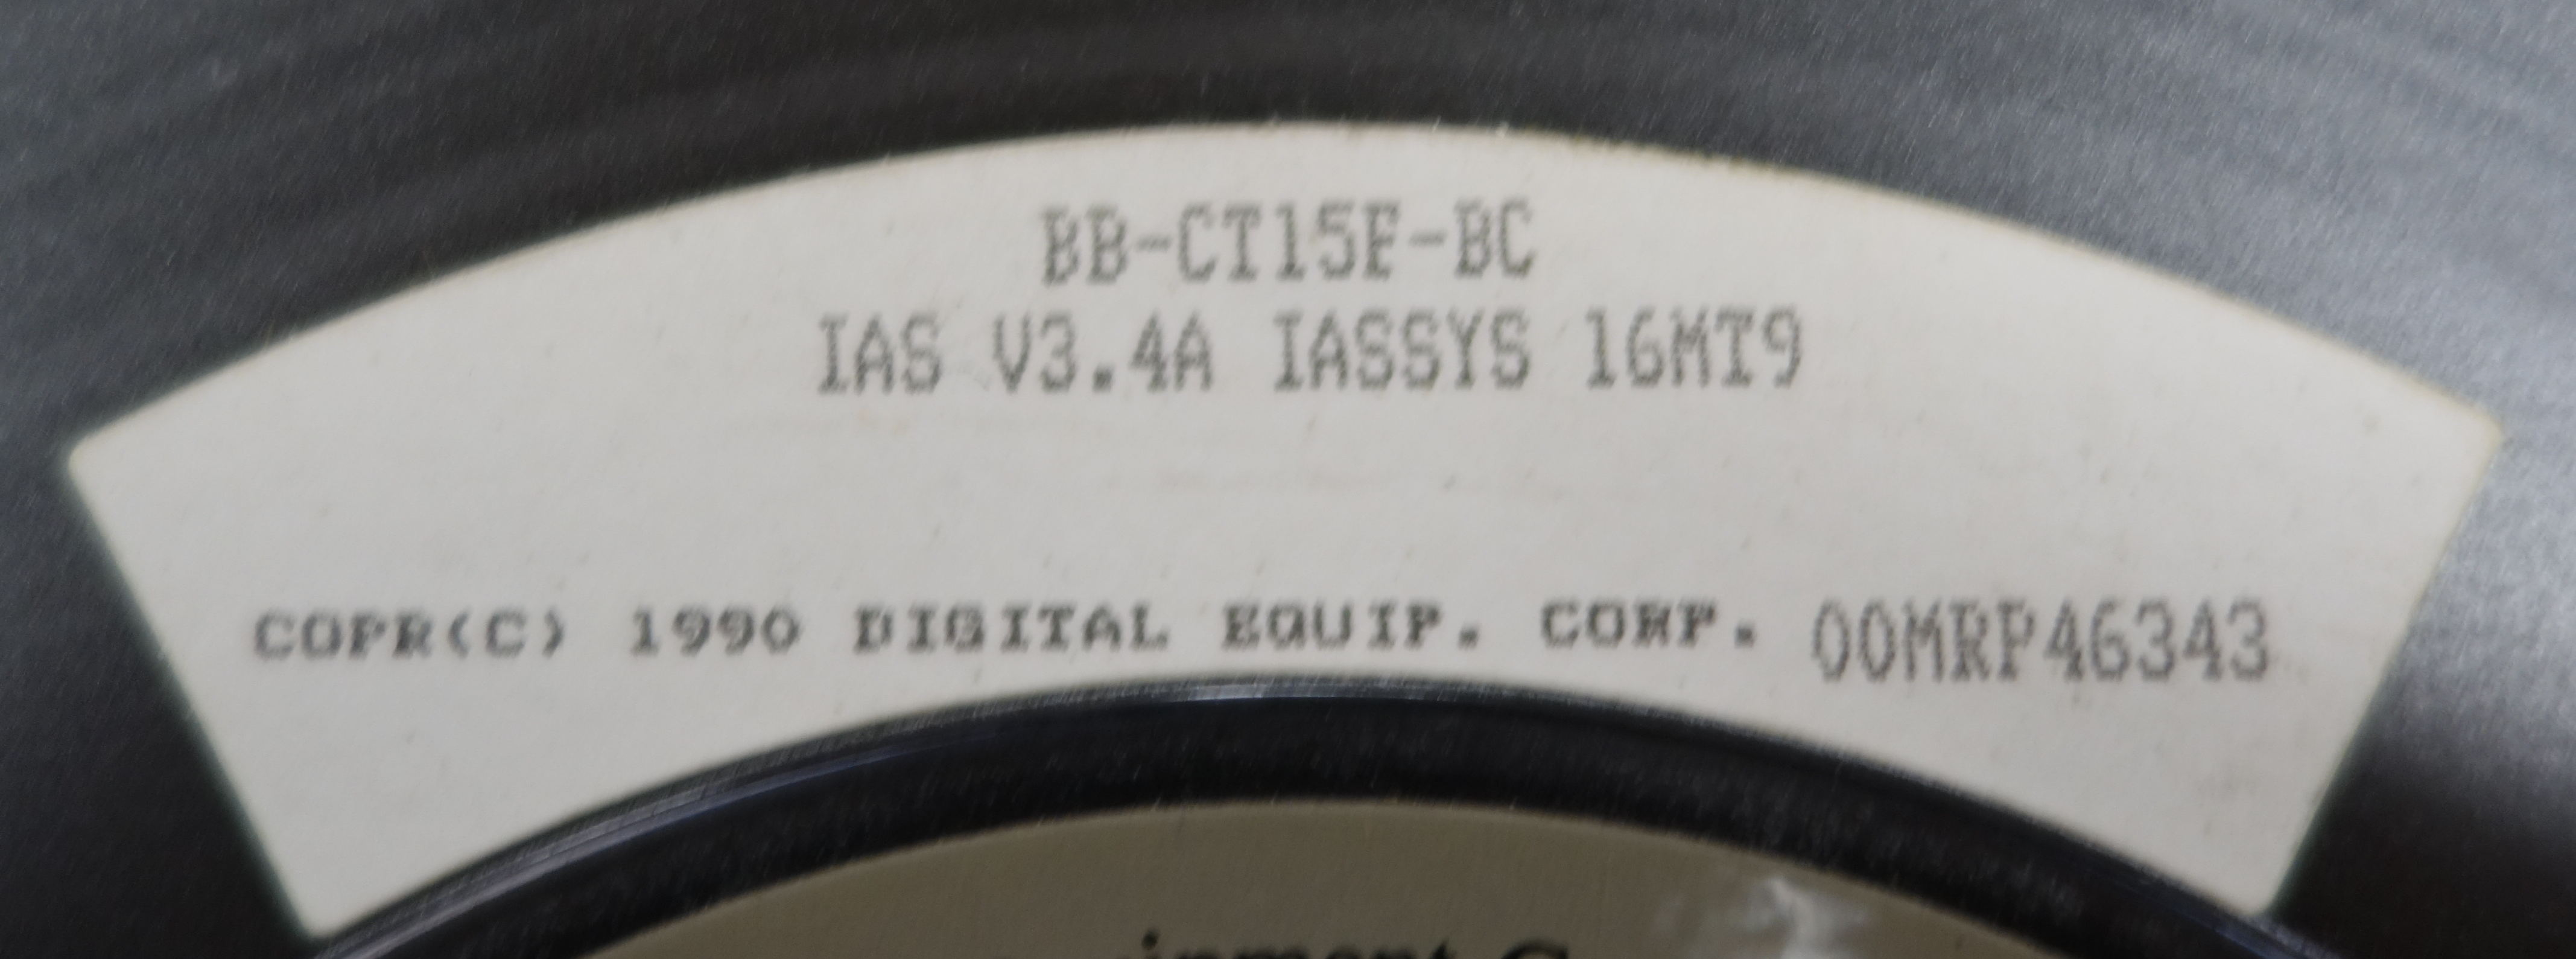 BB-CT15F-BC
IAS V3.4A IASSYS 16MT9
COPR(C) 1990 DIGITAL EQUIP. CORP. 00MRP46343